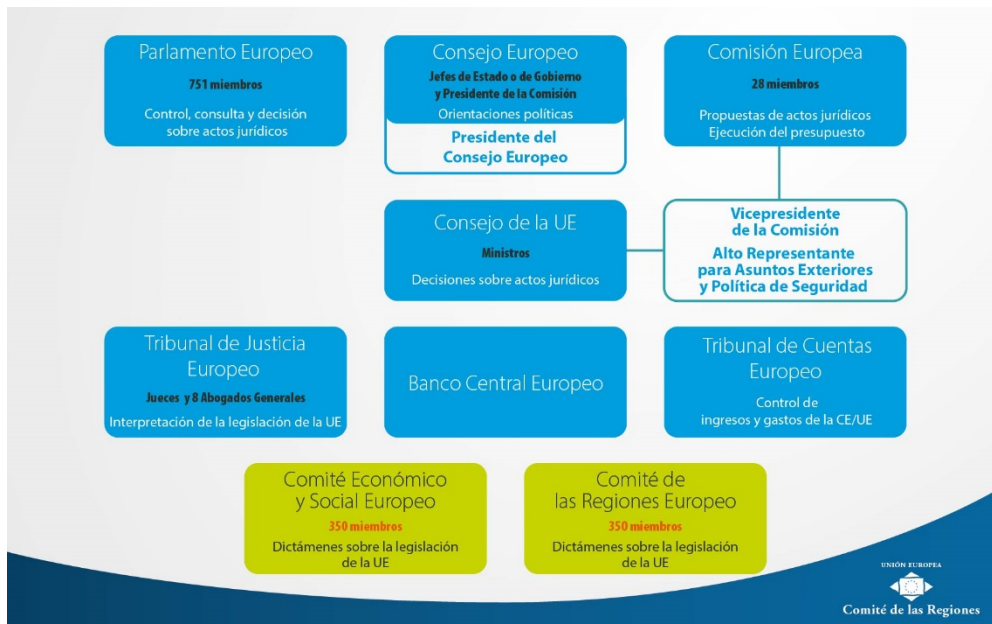 Parlamento Europeo
751 miembros
Control, consulta y decisión
sobre actos jurídicos
Consejo Europeo
Jefes de Estado o de Gobierno
y Presidente de la Comisión
Orientaciones políticas
Presidente del
Consejo Europeo
Comisión Europea
28 miembros
Propuestas de actos jurídicos
Ejecución del presupuesto
Consejo de la UE
Ministros
Decisiones sobre actos jurídicos
Vicepresidente
de la Comisión
Alto Representante
para Asuntos Exteriores
y Política de Seguridad
Tribunal de Justicia
Europeo
Jueces y 8 Abogados Generales
Interpretación de la legislación de la UE
Banco Central Europeo
Tribunal de Cuentas
Europeo
Control de
ingresos y gastos de la CE/UE
Comité Económico
y Social Europeo
350 miembros
Dictámenes sobre la legislación
de la UE
Comité de
las Regiones Europeo
350 miembros
Dictámenes sobre la legislación
de la UE
UNIÓN EUROPEA
Comité de las Regiones